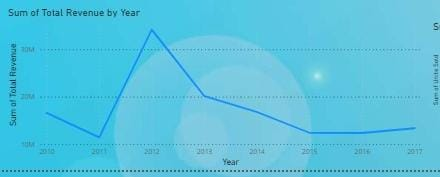 Sum of Total Revenue by Year
S
Sum of Total Revenue
30M
20M
10M
2010 2011 2012 2013 2014 2015 2016 2017
Year
Sum of Units Sold